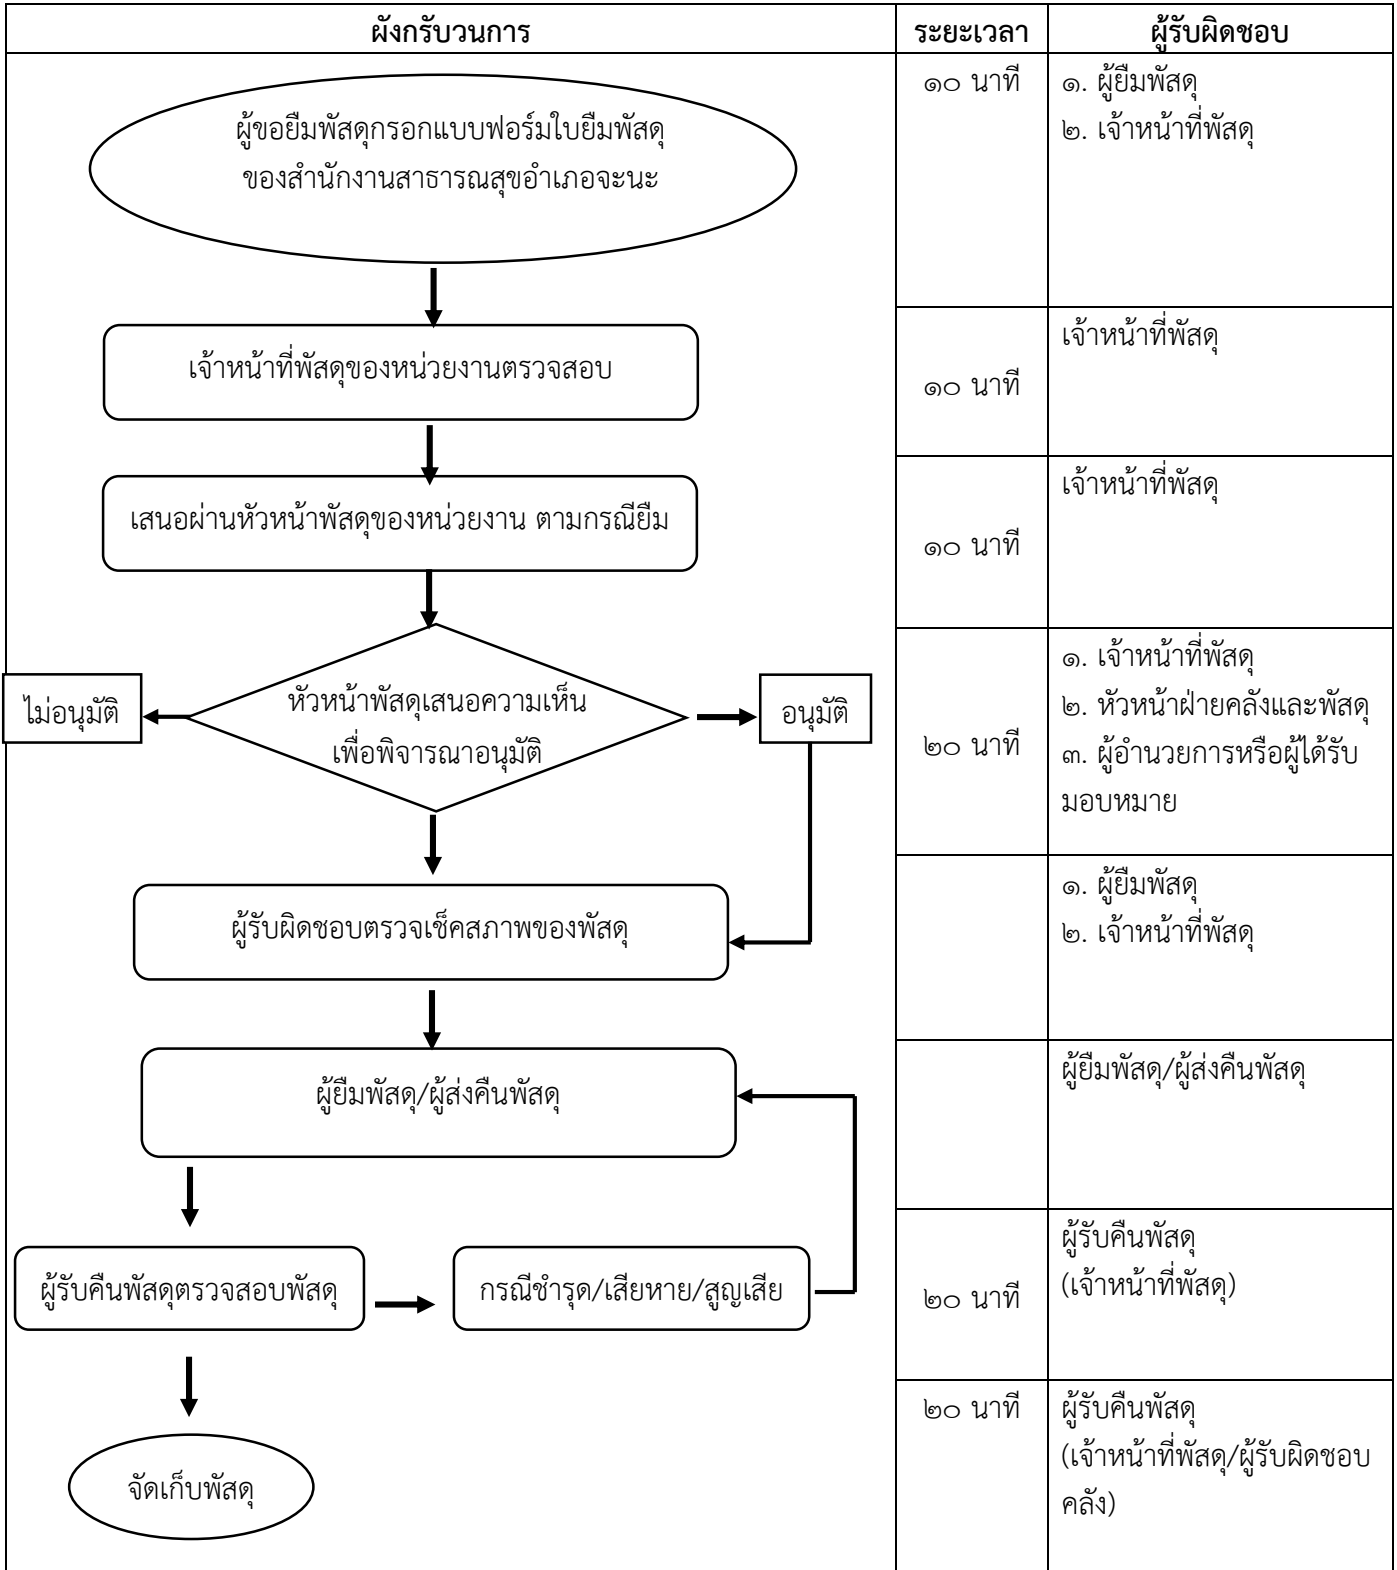 ผังกรับวนการ
ระยะเวลา
ผู้รับผิดชอบ
ผู้ขอยืมพัสดุกรอกแบบฟอร์มใบยืมพัสดุ
ของสำนักงานสาธารณสุขอำเภอจะนะ
๑๐ นาที
๑. ผู้ยืมพัสดุ
๒. เจ้าหน้าที่พัสดุ
เจ้าหน้าที่พัสดุของหน่วยงานตรวจสอบ
๑๐ นาที
เจ้าหน้าที่พัสดุ
เสนอผ่านหัวหน้าพัสดุของหน่วยงาน ตามกรณียืม
๑๐ นาที
เจ้าหน้าที่พัสดุ
ไม่อนุมัติ
หัวหน้าพัสดุเสนอความเห็น
เพื่อพิจารณาอนุมัติ
อนุมัติ
๒๐ นาที
๑. เจ้าหน้าที่พัสดุ
๒. หัวหน้าฝ่ายคลังและพัสดุ
๓. ผู้อำนวยการหรือผู้ได้รับ
มอบหมาย
ผู้รับผิดชอบตรวจเช็คสภาพของพัสดุ
๑. ผู้ยืมพัสดุ
๒. เจ้าหน้าที่พัสดุ
ผู้ยืมพัสดุ/ผู้ส่งคืนพัสดุ
ผู้ยืมพัสดุ/ผู้ส่งคืนพัสดุ
ผู้รับคืนพัสดุตรวจสอบพัสดุ
กรณีชำรุด/เสียหาย/สูญเสีย
๒๐ นาที
ผู้รับคืนพัสดุ
(เจ้าหน้าที่พัสดุ)
จัดเก็บพัสดุ
๒๐ นาที
ผู้รับคืนพัสดุ
(เจ้าหน้าที่พัสดุ/ผู้รับผิดชอบ
คลัง)